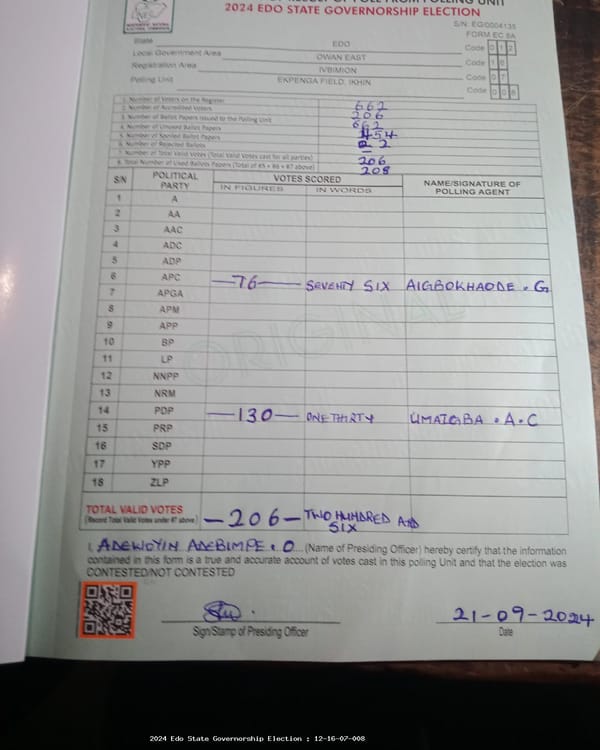 2024 EDO STATE GOVERNORSHIP ELECTION
S/N: EG/0004135
FORM EC 8A
State EDO Code 0 1 2
Local Government Area OWAN EAST Code 1 6
Registration Area IVBIMION Code 0 7
Polling Unit EKPENGA FIELD, IKHIN Code 0 0 8
1. Number of Voters on the Register 662
2. Number of Accredited Voters 206
3. Number of Ballot Papers Issued to the Polling Unit 662
4. Number of Unused Ballot Papers 454
5. Number of Spoiled Ballot Papers 2
6. Number of Rejected Ballots –
7. Number of Total Valid Votes (Total Valid Votes cast for all parties) 206
8. Total Number of Used Ballots Papers (Total of #5 + #6 + #7 above) 208
S/N POLITICAL PARTY VOTES SCORED NAME/SIGNATURE OF POLLING AGENT
IN FIGURES IN WORDS
1 A
2 AA
3 AAC
4 ADC
5 ADP
6 APC —76— SEVENTY SIX AIGBOKHAODE . G
7 APGA
8 APM
9 APP
10 BP
11 LP
12 NNPP
13 NRM
14 PDP —130— ONE THIRTY UMAIGBA . A . C
15 PRP
16 SDP
17 YPP
18 ZLP
ORIGINAL
TOTAL VALID VOTES —206— TWO HUNDRED AND SIX
(Record Total Valid Votes under #7 above)
I, ADEWOYIN ADEBIMPE . O .... (Name of Presiding Officer) hereby certify that the information
contained in this form is a true and accurate account of votes cast in this polling Unit and that the election was
CONTESTED/NOT CONTESTED
21-09-2024
Sign/Stamp of Presiding Officer Date
2024 Edo State Governorship Election : 12-16-07-008